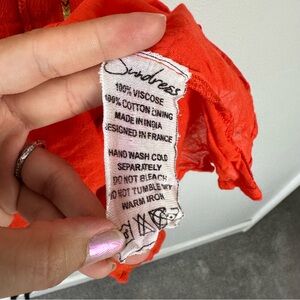 Sundress
100% VISCOSE
100% COTTON LINING
MADE IN INDIA
DESIGNED IN FRANCE
HAND WASH COLD
SEPARATELY
DO NOT BLEACH
DO NOT TUMBLE DRY
WARM IRON